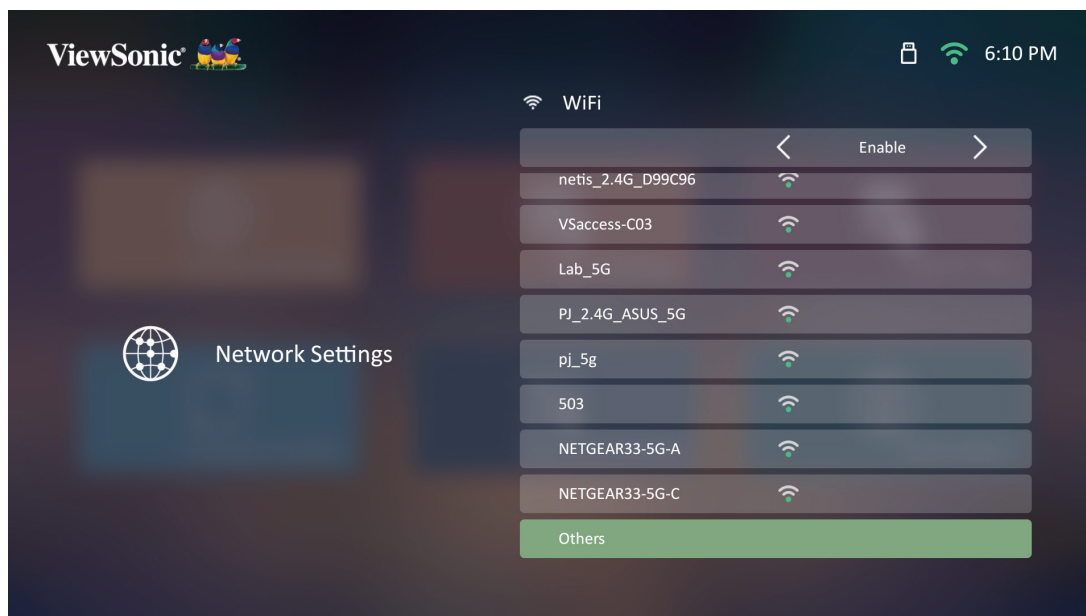 ViewSonic®
6:10 PM
WiFi
Enable
netis_2.4G_D99C96
VSaccess-C03
Lab_5G
PJ_2.4G_ASUS_5G
Network Settings
pj_5g
503
NETGEAR33-5G-A
NETGEAR33-5G-C
Others